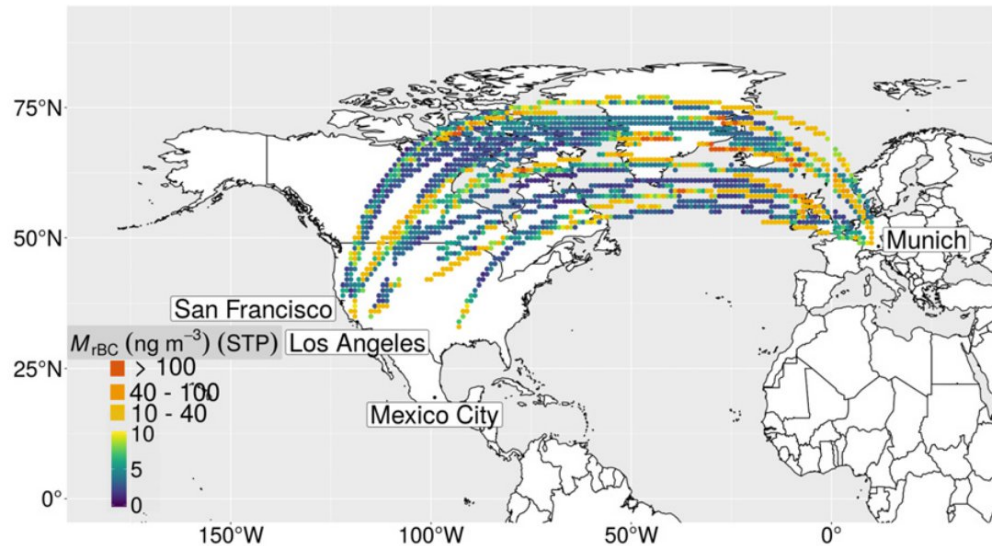 75°N
50°N
25°N
0°
Munich
San Francisco
Los Angeles
Mexico City
MrBC (ng m⁻³) (STP)
> 100
40 - 100
10 - 40
10
5
0
150°W
100°W
50°W
0°